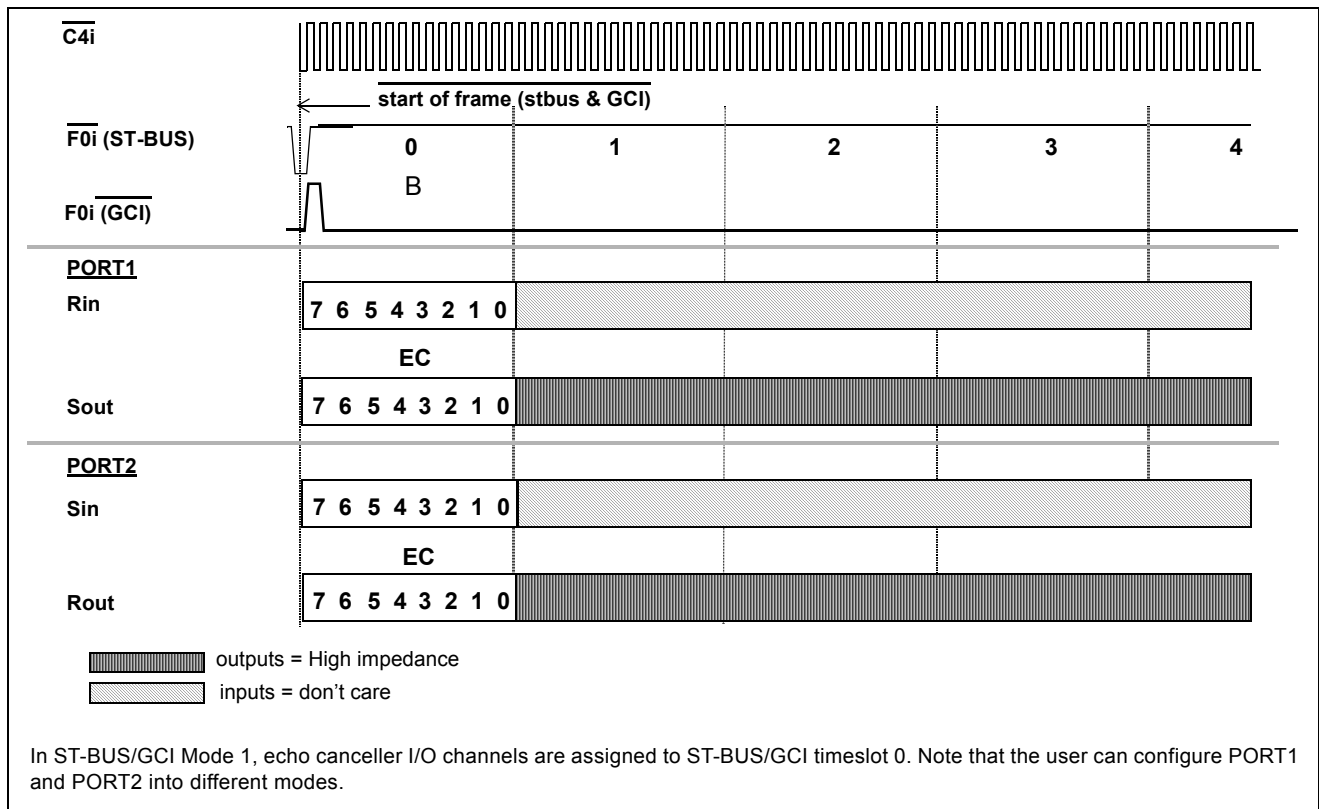 C4i
start of frame (stbus & GCI)
F0i (ST-BUS)
0 1 2 3 4
B
F0i (GCI)
PORT1
Rin
7 6 5 4 3 2 1 0
EC
Sout
7 6 5 4 3 2 1 0
PORT2
Sin
7 6 5 4 3 2 1 0
EC
Rout
7 6 5 4 3 2 1 0
outputs = High impedance
inputs = don't care
In ST-BUS/GCI Mode 1, echo canceller I/O channels are assigned to ST-BUS/GCI timeslot 0. Note that the user can configure PORT1
and PORT2 into different modes.